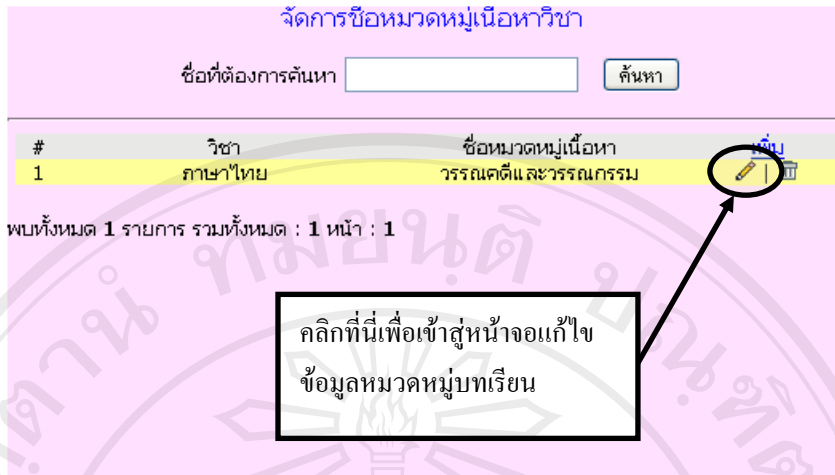 จัดการชื่อหมวดหมู่เนื้อหาวิชา
ชื่อที่ต้องการค้นหา ค้นหา
# วิชา ชื่อหมวดหมู่เนื้อหา เพิ่ม
1 ภาษาไทย วรรณคดีและวรรณกรรม |
พบทั้งหมด 1 รายการ รวมทั้งหมด : 1 หน้า : 1
คลิกที่นี่เพื่อเข้าสู่หน้าจอแก้ไข
ข้อมูลหมวดหมู่บทเรียน